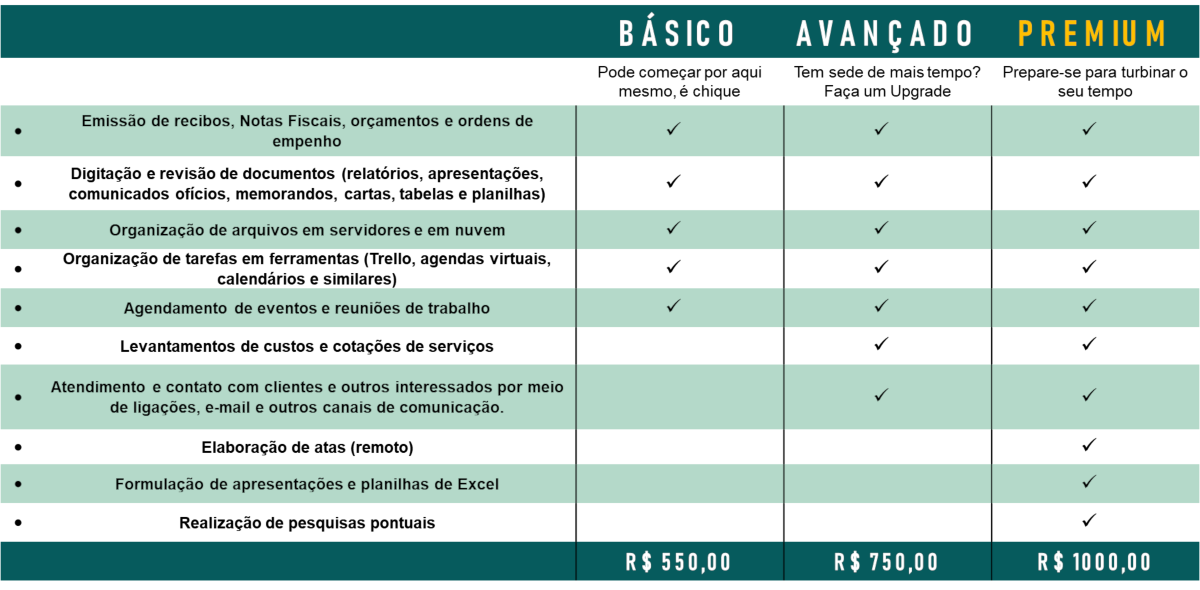 BÁSICO AVANÇADO PREMIUM
Pode começar por aqui mesmo, é chique
Tem sede de mais tempo? Faça um Upgrade
Prepare-se para turbinar o seu tempo
• Emissão de recibos, Notas Fiscais, orçamentos e ordens de
empenho ✓ ✓ ✓
• Digitação e revisão de documentos (relatórios, apresentações,
comunicados ofícios, memorandos, cartas, tabelas e planilhas) ✓ ✓ ✓
• Organização de arquivos em servidores e em nuvem ✓ ✓ ✓
• Organização de tarefas em ferramentas (Trello, agendas virtuais,
calendários e similares) ✓ ✓ ✓
• Agendamento de eventos e reuniões de trabalho ✓ ✓ ✓
• Levantamentos de custos e cotações de serviços ✓ ✓
• Atendimento e contato com clientes e outros interessados por meio
de ligações, e-mail e outros canais de comunicação. ✓ ✓
• Elaboração de atas (remoto) ✓
• Formulação de apresentações e planilhas de Excel ✓
• Realização de pesquisas pontuais ✓
R$ 550,00 R$ 750,00 R$ 1000,00